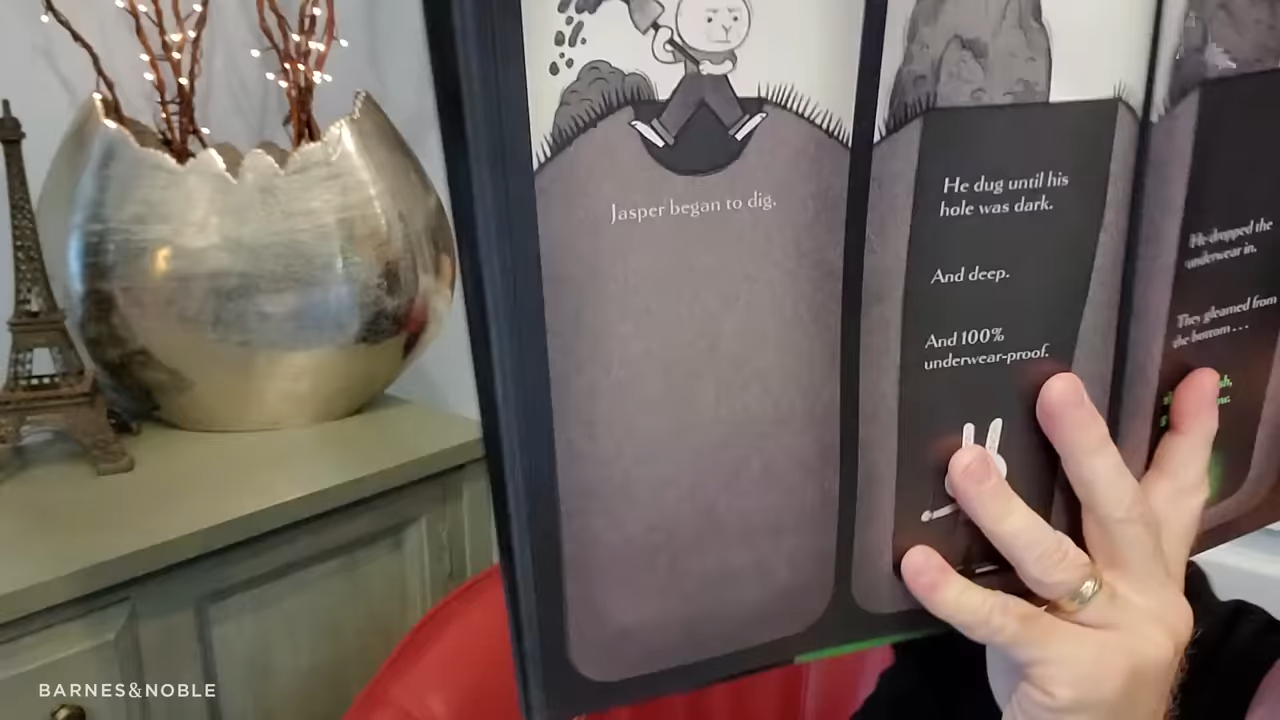 Jasper began to dig.
He dug until his
hole was dark.
And deep.
And 100%
underwear-proof.
He dropped the
underwear in.
They gleamed from
the bottom . . .
BARNES&NOBLE